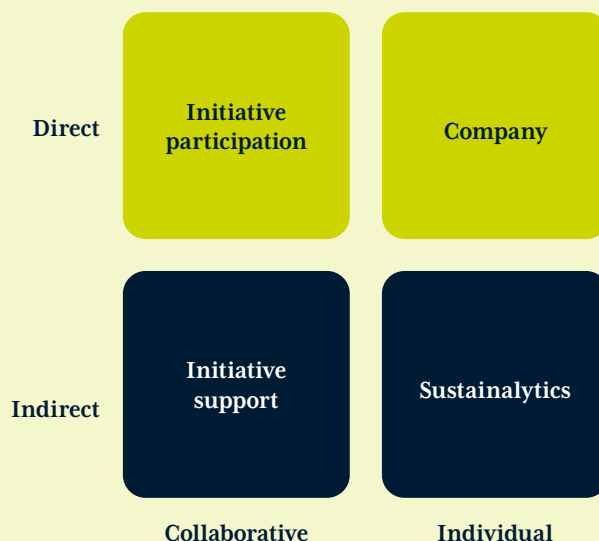 Direct
Initiative
participation
Company
Indirect
Initiative
support
Sustainalytics
Collaborative
Individual